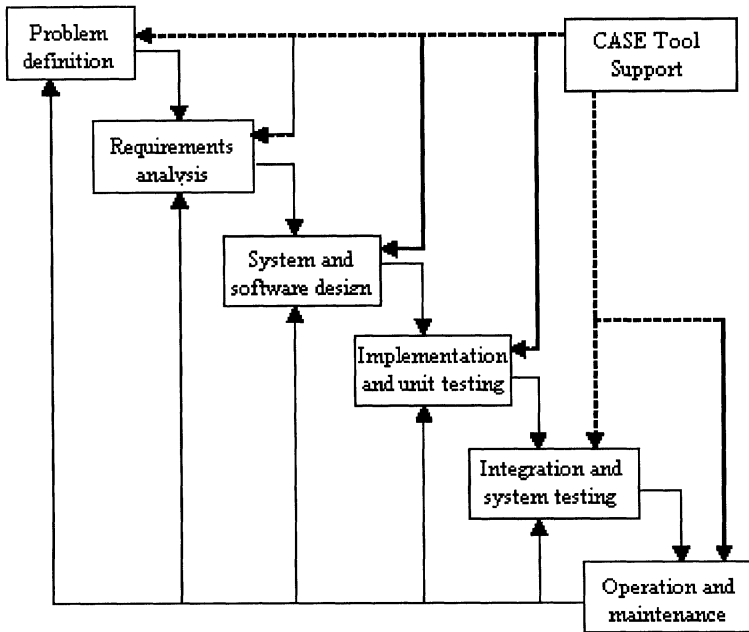 Problem
definition
CASE Tool
Support
Requirements
analysis
System and
software design
Implementation
and unit testing
Integration and
system testing
Operation and
maintenance